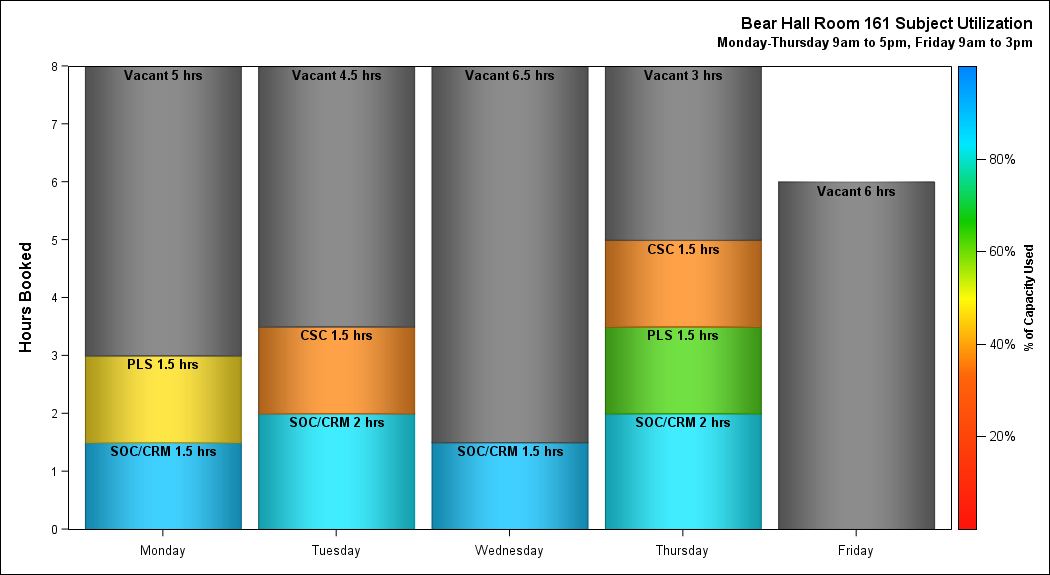 Bear Hall Room 161 Subject Utilization
Monday-Thursday 9am to 5pm, Friday 9am to 3pm
Hours Booked
8
7
6
5
4
3
2
1
0
Vacant 5 hrs
PLS 1.5 hrs
SOC/CRM 1.5 hrs
Vacant 4.5 hrs
CSC 1.5 hrs
SOC/CRM 2 hrs
Vacant 6.5 hrs
SOC/CRM 1.5 hrs
Vacant 3 hrs
CSC 1.5 hrs
PLS 1.5 hrs
SOC/CRM 2 hrs
Vacant 6 hrs
Monday
Tuesday
Wednesday
Thursday
Friday
80%
60%
40%
20%
% of Capacity Used